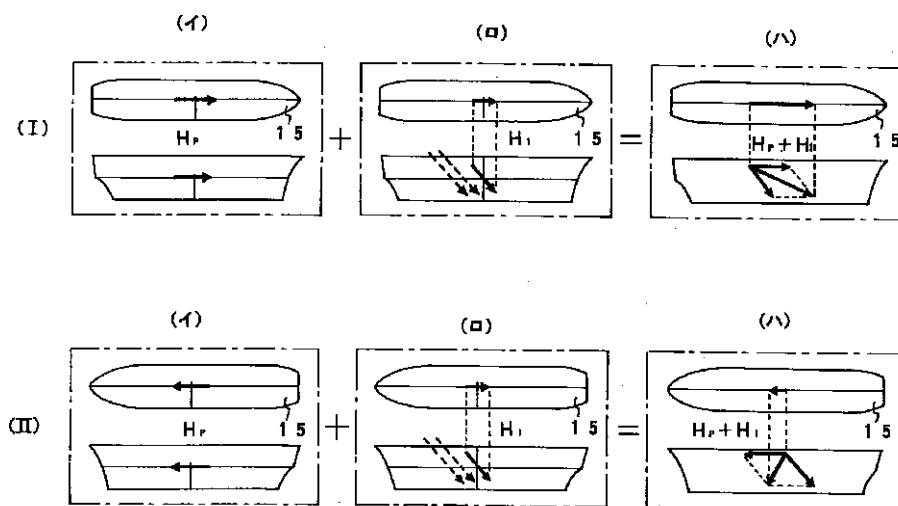 (イ) (ロ) (ハ)
(I) HP 15 + H1 15 = HP+H1 15
(イ) (ロ) (ハ)
(II) HP 15 + H1 15 = HP+H1 15